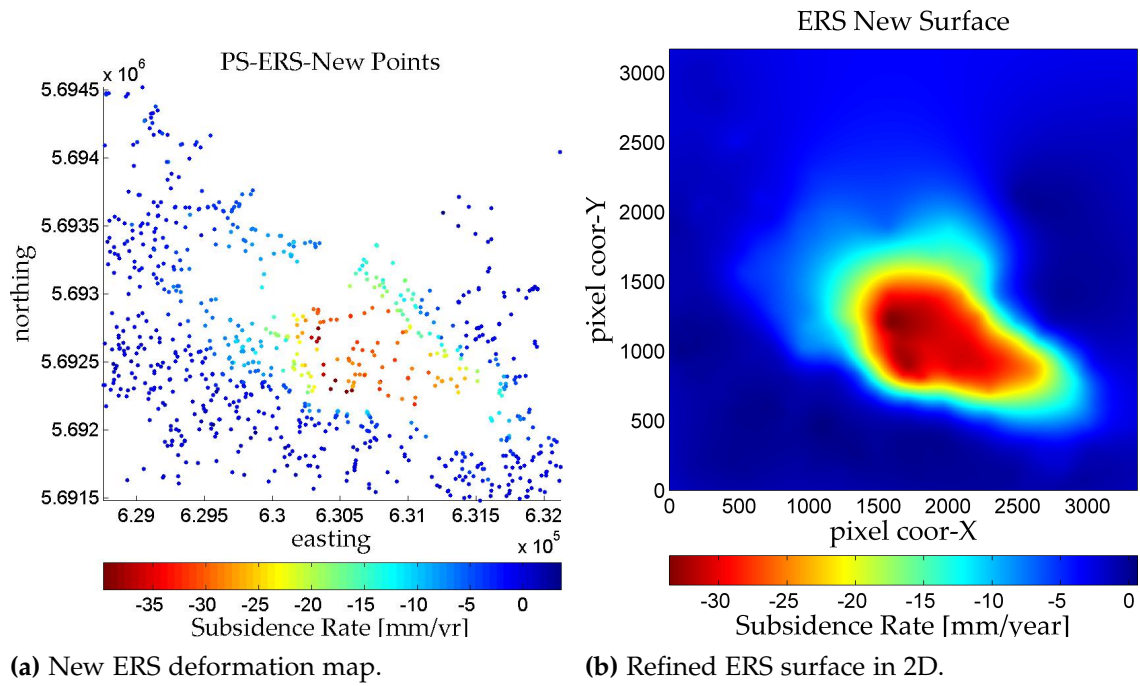 PS-ERS-New Points
x 10^6
5.6945
5.694
5.6935
5.693
5.6925
5.692
5.6915
northing
6.29 6.295 6.3 6.305 6.31 6.315 6.32
easting
x 10^5
-35 -30 -25 -20 -15 -10 -5 0
Subsidence Rate [mm/yr]
(a) New ERS deformation map.
ERS New Surface
3000
2500
2000
1500
1000
500
0
pixel coor-Y
0 500 1000 1500 2000 2500 3000
pixel coor-X
-30 -25 -20 -15 -10 -5 0
Subsidence Rate [mm/year]
(b) Refined ERS surface in 2D.